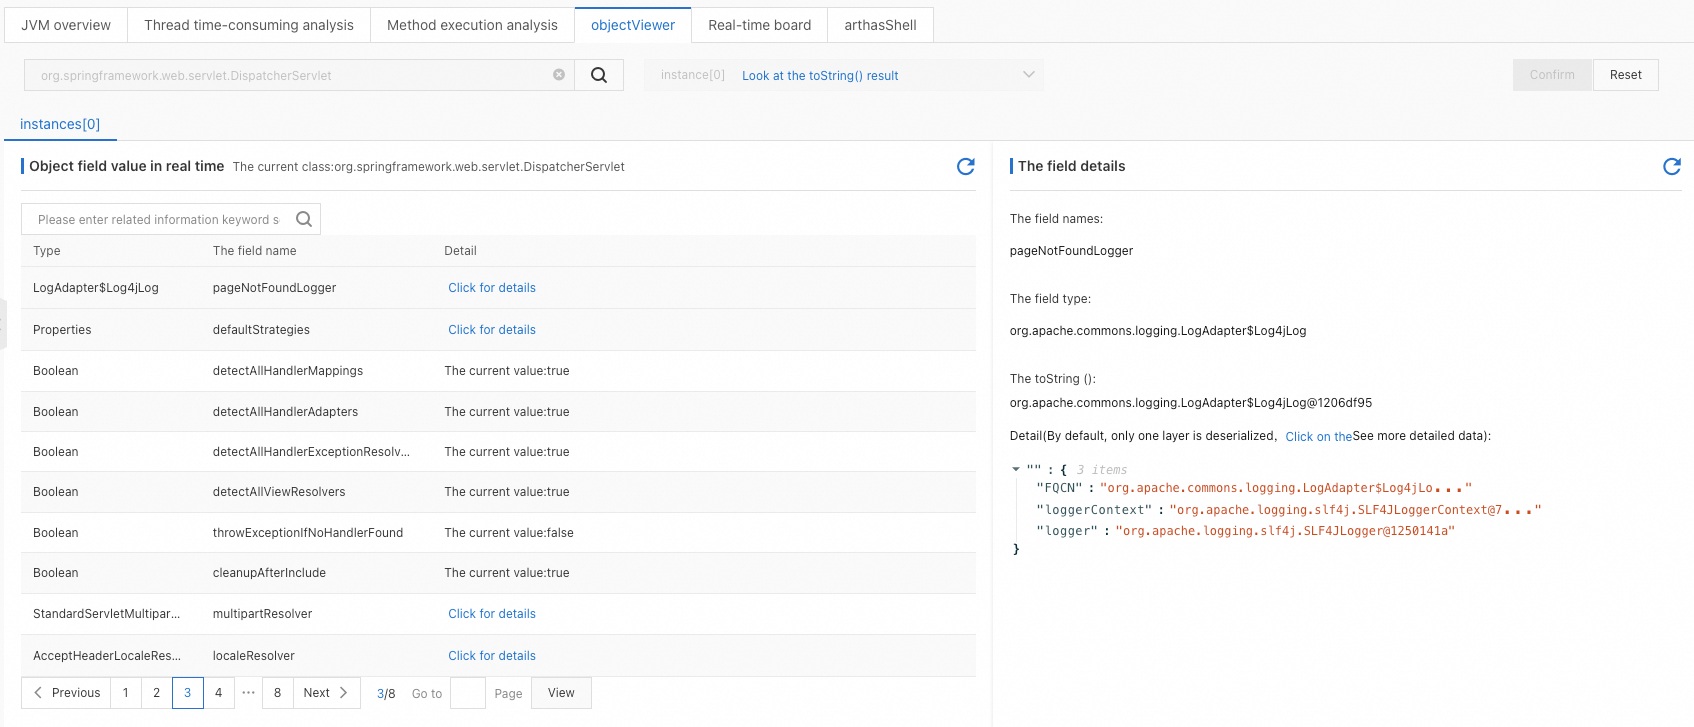 JVM overview Thread time-consuming analysis Method execution analysis objectViewer Real-time board arthasShell
org.springframework.web.servlet.DispatcherServlet instance[0] Look at the toString() result Confirm Reset
instances[0]
Object field value in real time The current class:org.springframework.web.servlet.DispatcherServlet
Please enter related information keyword s
Type The field name Detail
LogAdapter$Log4jLog pageNotFoundLogger Click for details
Properties defaultStrategies Click for details
Boolean detectAllHandlerMappings The current value:true
Boolean detectAllHandlerAdapters The current value:true
Boolean detectAllHandlerExceptionResolv... The current value:true
Boolean detectAllViewResolvers The current value:true
Boolean throwExceptionIfNoHandlerFound The current value:false
Boolean cleanupAfterInclude The current value:true
StandardServletMultipar... multipartResolver Click for details
AcceptHeaderLocaleRes... localeResolver Click for details
Previous 1 2 3 4 ··· 8 Next 3/8 Go to Page View
The field details
The field names:
pageNotFoundLogger
The field type:
org.apache.commons.logging.LogAdapter$Log4jLog
The toString ():
org.apache.commons.logging.LogAdapter$Log4jLog@1206df95
Detail(By default, only one layer is deserialized, Click on theSee more detailed data):
"" : { 3 items
"FQCN" : "org.apache.commons.logging.LogAdapter$Log4jLo..."
"loggerContext" : "org.apache.logging.slf4j.SLF4JLoggerContext@7..."
"logger" : "org.apache.logging.slf4j.SLF4JLogger@1250141a"
}